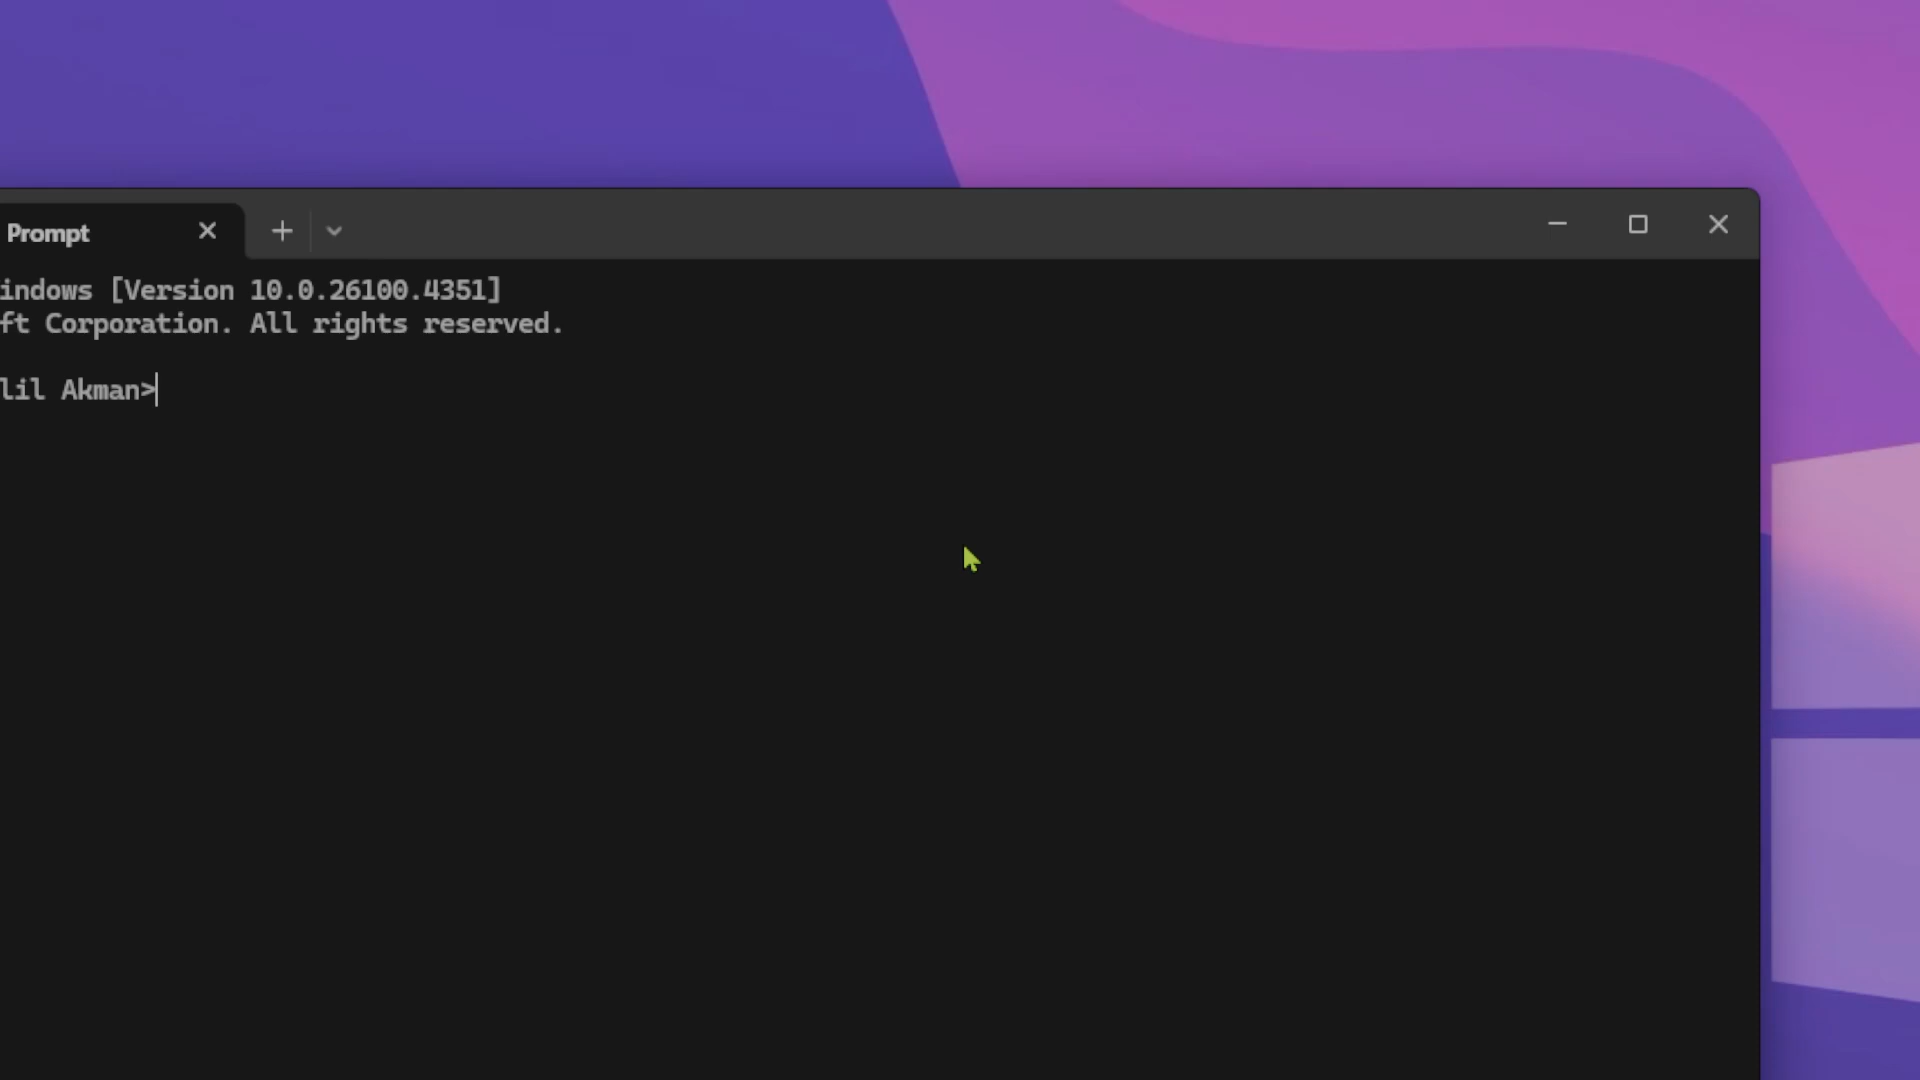 Prompt
indows [Version 10.0.26100.4351]
ft Corporation. All rights reserved.
lil Akman>